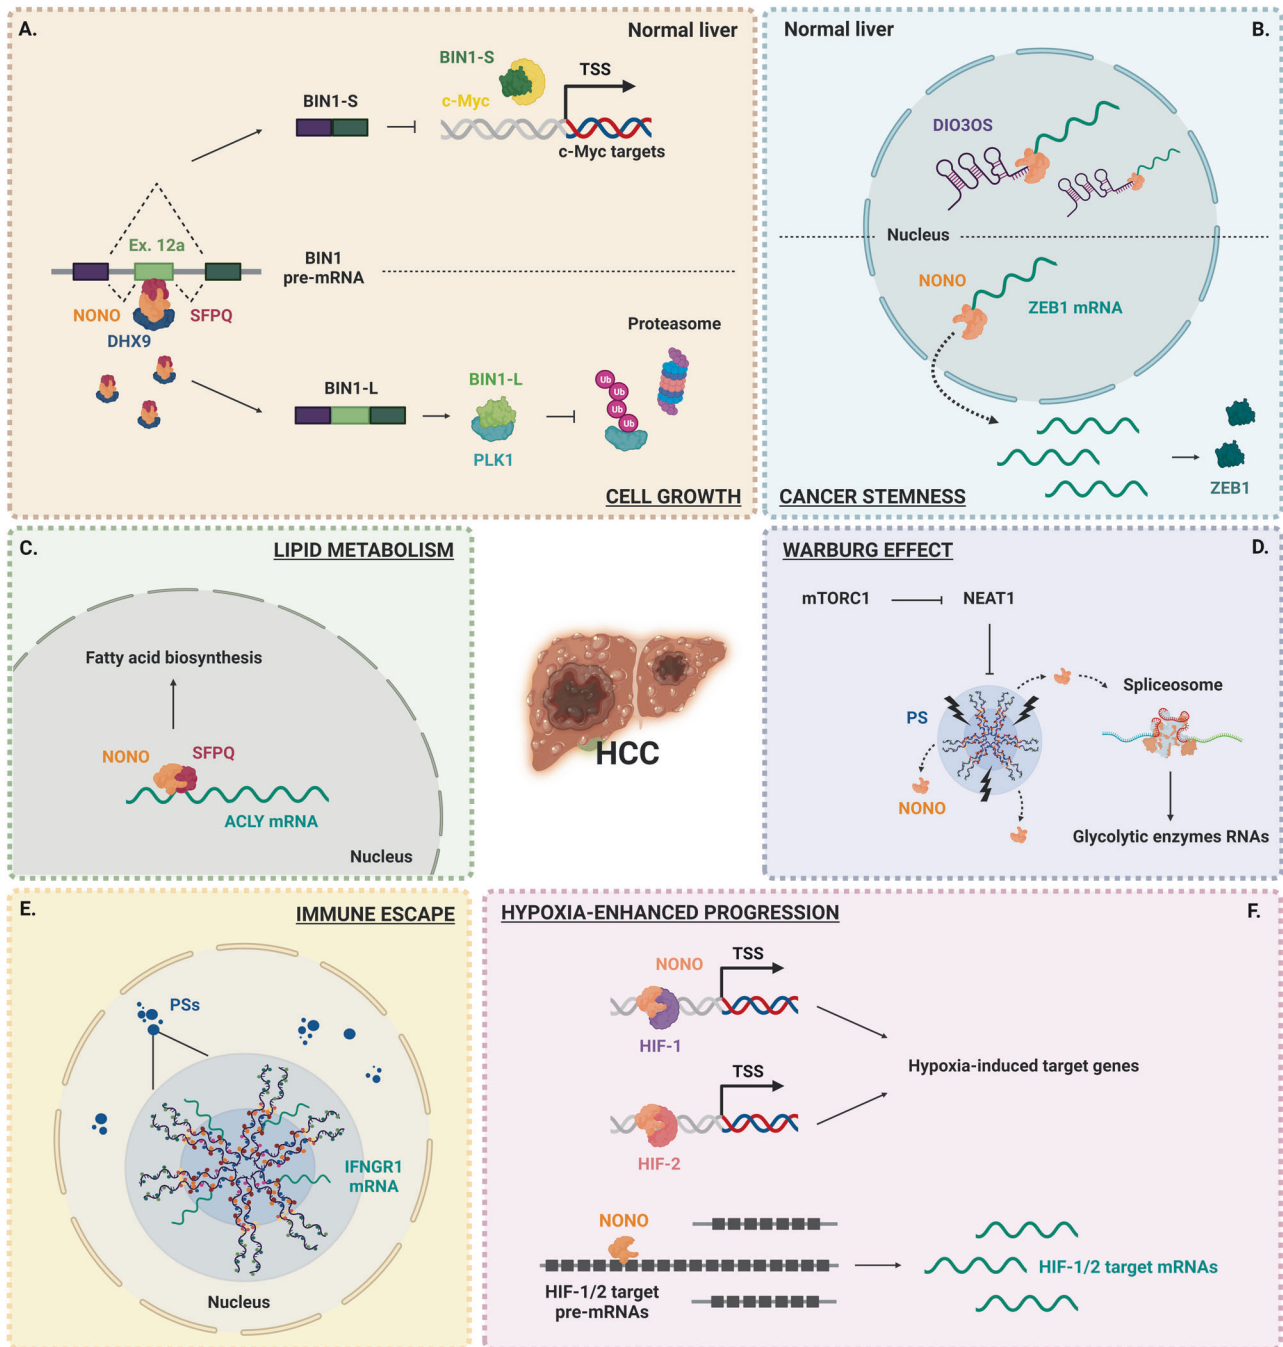 A.
Normal liver
BIN1-S
c-Myc
TSS
BIN1-S
c-Myc targets
Ex. 12a
BIN1
pre-mRNA
NONO
SFPQ
DHX9
Proteasome
BIN1-L
BIN1-L
Ub
Ub
Ub
Ub
PLK1
CELL GROWTH
Normal liver
B.
DIO3OS
Nucleus
NONO
ZEB1 mRNA
ZEB1
CANCER STEMNESS
C.
LIPID METABOLISM
Fatty acid biosynthesis
NONO
SFPQ
ACLY mRNA
Nucleus
HCC
WARBURG EFFECT
D.
mTORC1
NEAT1
Spliceosome
PS
NONO
Glycolytic enzymes RNAs
E.
IMMUNE ESCAPE
PSs
IFNGR1
mRNA
Nucleus
HYPOXIA-ENHANCED PROGRESSION
F.
NONO
TSS
HIF-1
Hypoxia-induced target genes
TSS
HIF-2
NONO
HIF-1/2 target
pre-mRNAs
HIF-1/2 target mRNAs